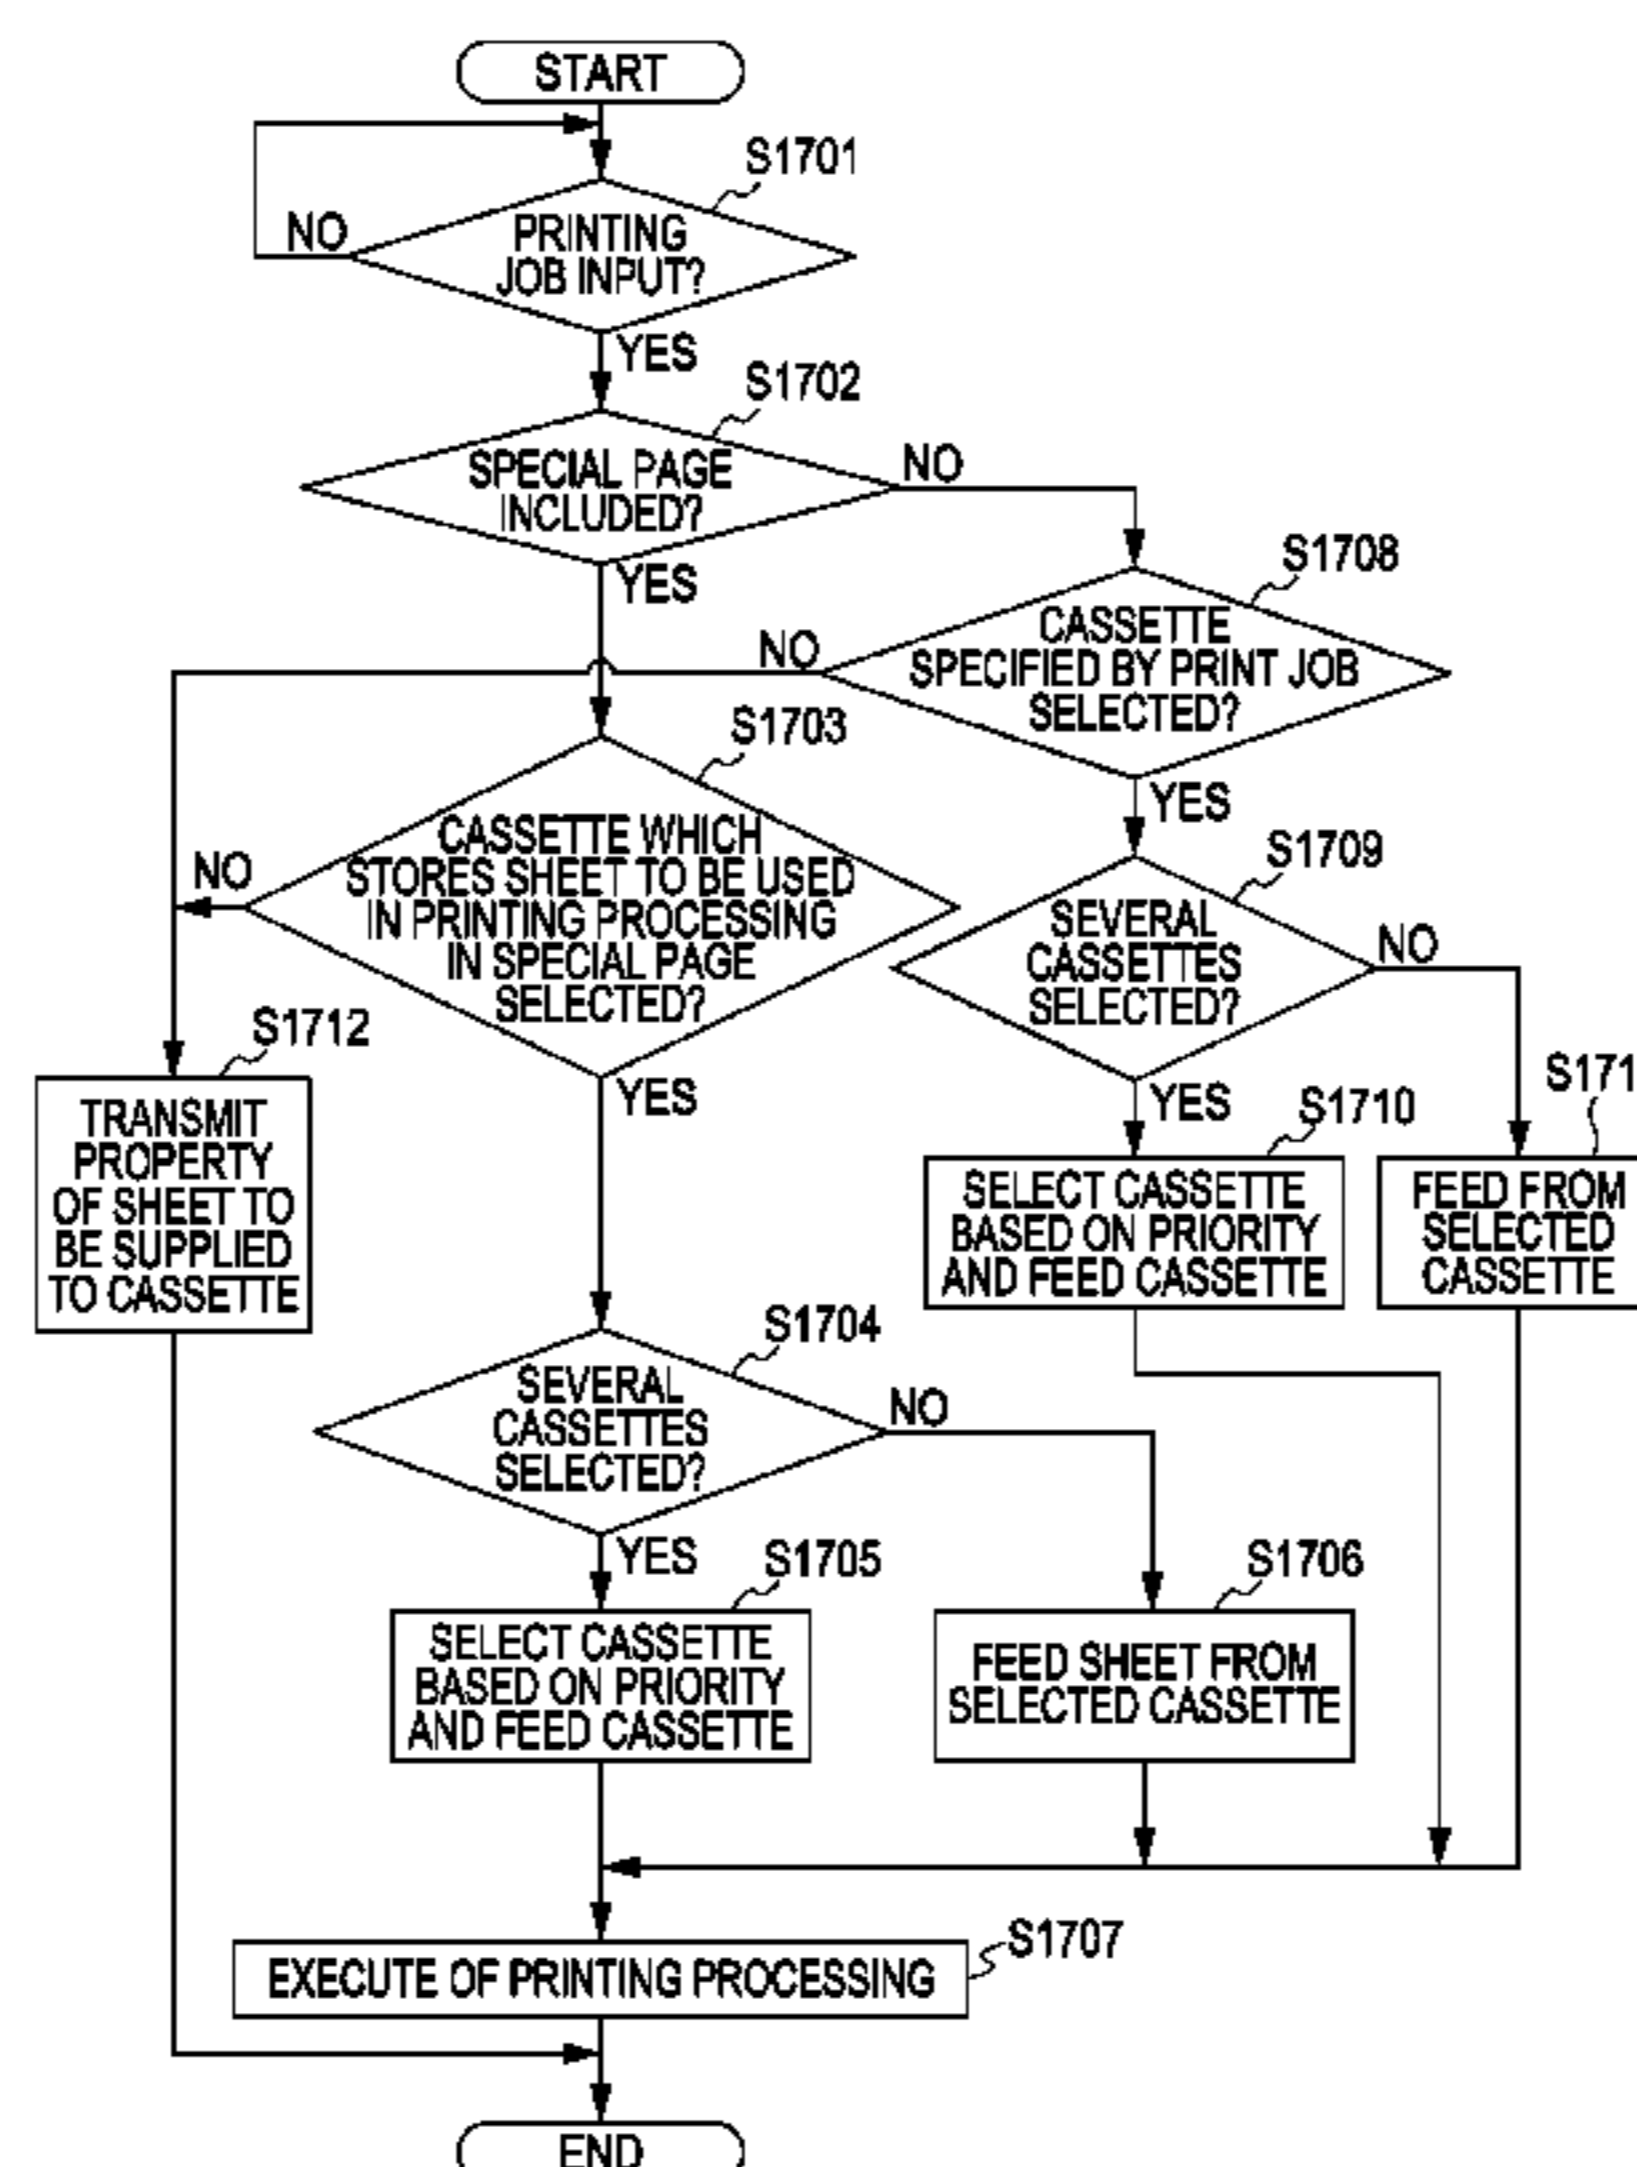 START
S1701
NO
PRINTING
JOB INPUT?
YES
S1702
SPECIAL PAGE
INCLUDED?
NO
YES
S1708
CASSETTE
SPECIFIED BY PRINT JOB
SELECTED?
NO
YES
S1703
CASSETTE WHICH
STORES SHEET TO BE USED
IN PRINTING PROCESSING
IN SPECIAL PAGE
SELECTED?
NO
YES
S1709
SEVERAL
CASSETTES
SELECTED?
NO
YES
S1712
TRANSMIT
PROPERTY
OF SHEET TO
BE SUPPLIED
TO CASSETTE
S1710
SELECT CASSETTE
BASED ON PRIORITY
AND FEED CASSETTE
S171
FEED FROM
SELECTED
CASSETTE
S1704
SEVERAL
CASSETTES
SELECTED?
NO
YES
S1705
SELECT CASSETTE
BASED ON PRIORITY
AND FEED CASSETTE
S1706
FEED SHEET FROM
SELECTED CASSETTE
S1707
EXECUTE OF PRINTING PROCESSING
END